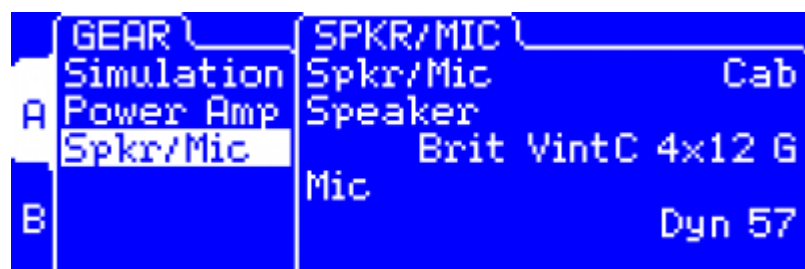 GEAR SPKR/MIC
Simulation Spkr/Mic Cab
A Power Amp Speaker
Spkr/Mic Brit VintC 4x12 G
Mic
B Dyn 57